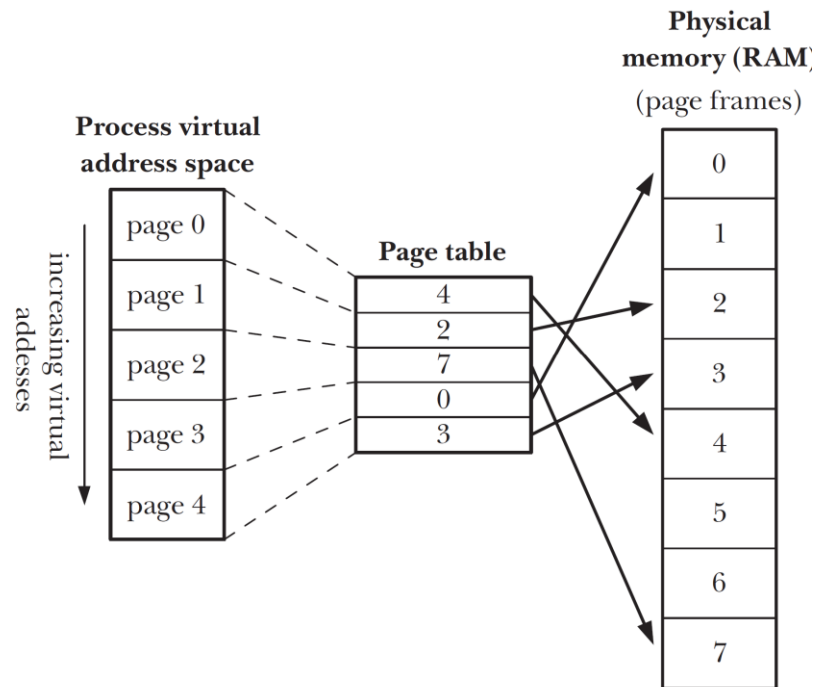 Physical
memory (RAM)
(page frames)
Process virtual
address space
increasing virtual
addesses
page 0
page 1
page 2
page 3
page 4
Page table
4
2
7
0
3
0
1
2
3
4
5
6
7